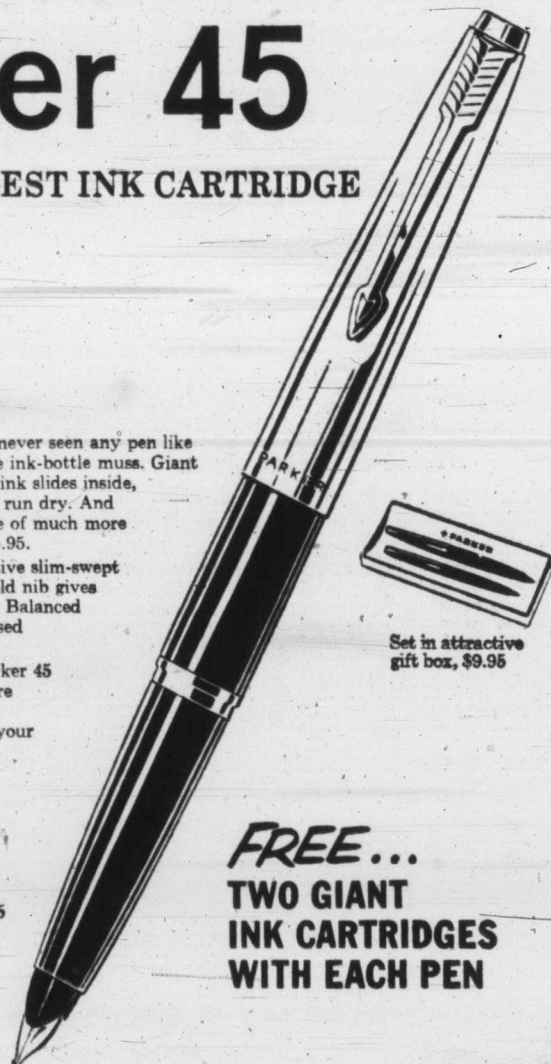 er 45
EST INK CARTRIDGE
never seen any pen like
ink-bottle muss. Giant
ink slides inside,
run dry. And
of much more
.95.
ive slim-swept
ld nib gives
Balanced
sed
ker 45
re
your
5
PARKER
PARKER
Set in attractive
gift box, $9.95
FREE...
TWO GIANT
INK CARTRIDGES
WITH EACH PEN